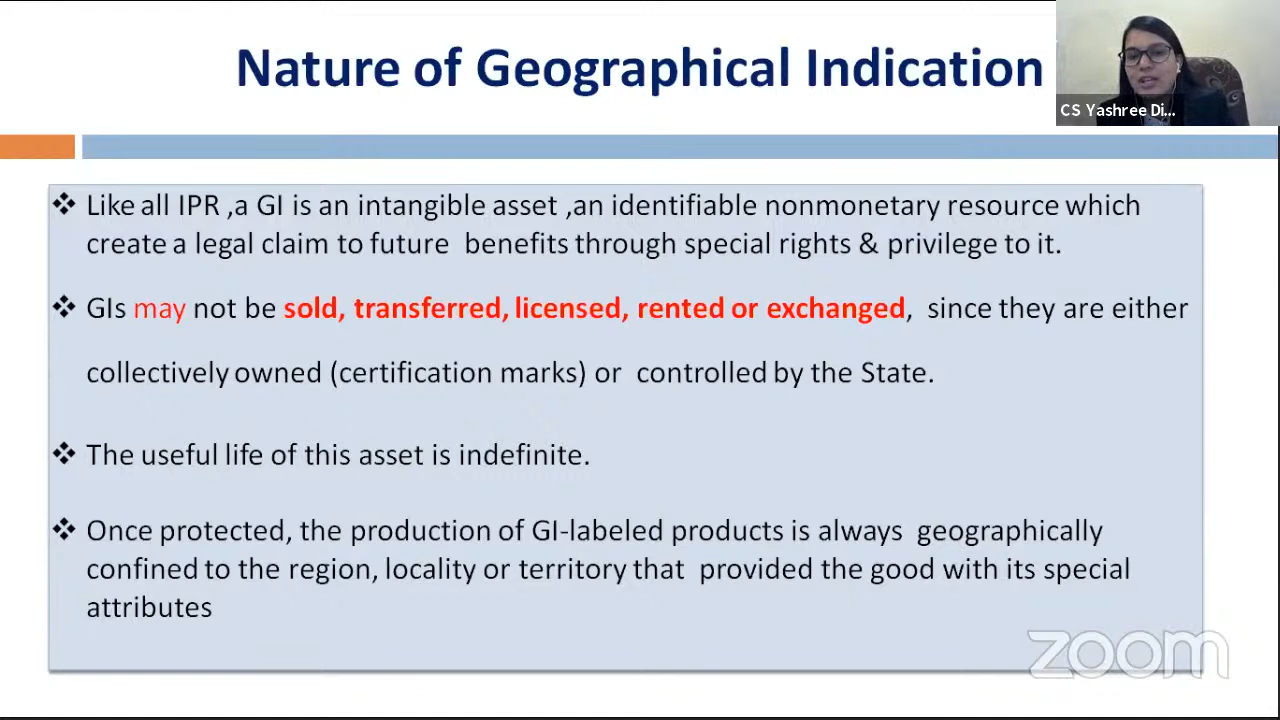 Nature of Geographical Indication
CS Yashree Di...
❖ Like all IPR ,a GI is an intangible asset ,an identifiable nonmonetary resource which
create a legal claim to future benefits through special rights & privilege to it.
❖ GIs may not be sold, transferred, licensed, rented or exchanged, since they are either
collectively owned (certification marks) or controlled by the State.
❖ The useful life of this asset is indefinite.
❖ Once protected, the production of GI-labeled products is always geographically
confined to the region, locality or territory that provided the good with its special
attributes
zoom